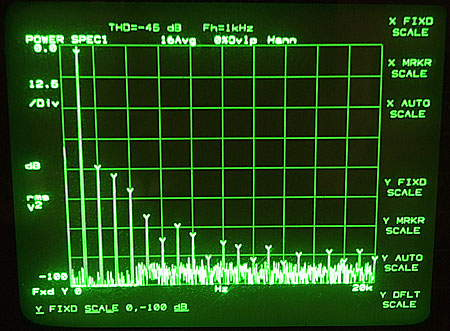 THD=-46 dB Fh=1kHz
POWER SPEC1 16Avg 0%Ovlp Hann
0.0
12.5
/Div
dB
rms
V²
-100
Fxd Y 0 Hz 20k
Y FIXD SCALE 0,-100 dB
X FIXD
SCALE
X MRKR
SCALE
X AUTO
SCALE
Y FIXD
SCALE
Y MRKR
SCALE
Y AUTO
SCALE
Y DFLT
SCALE